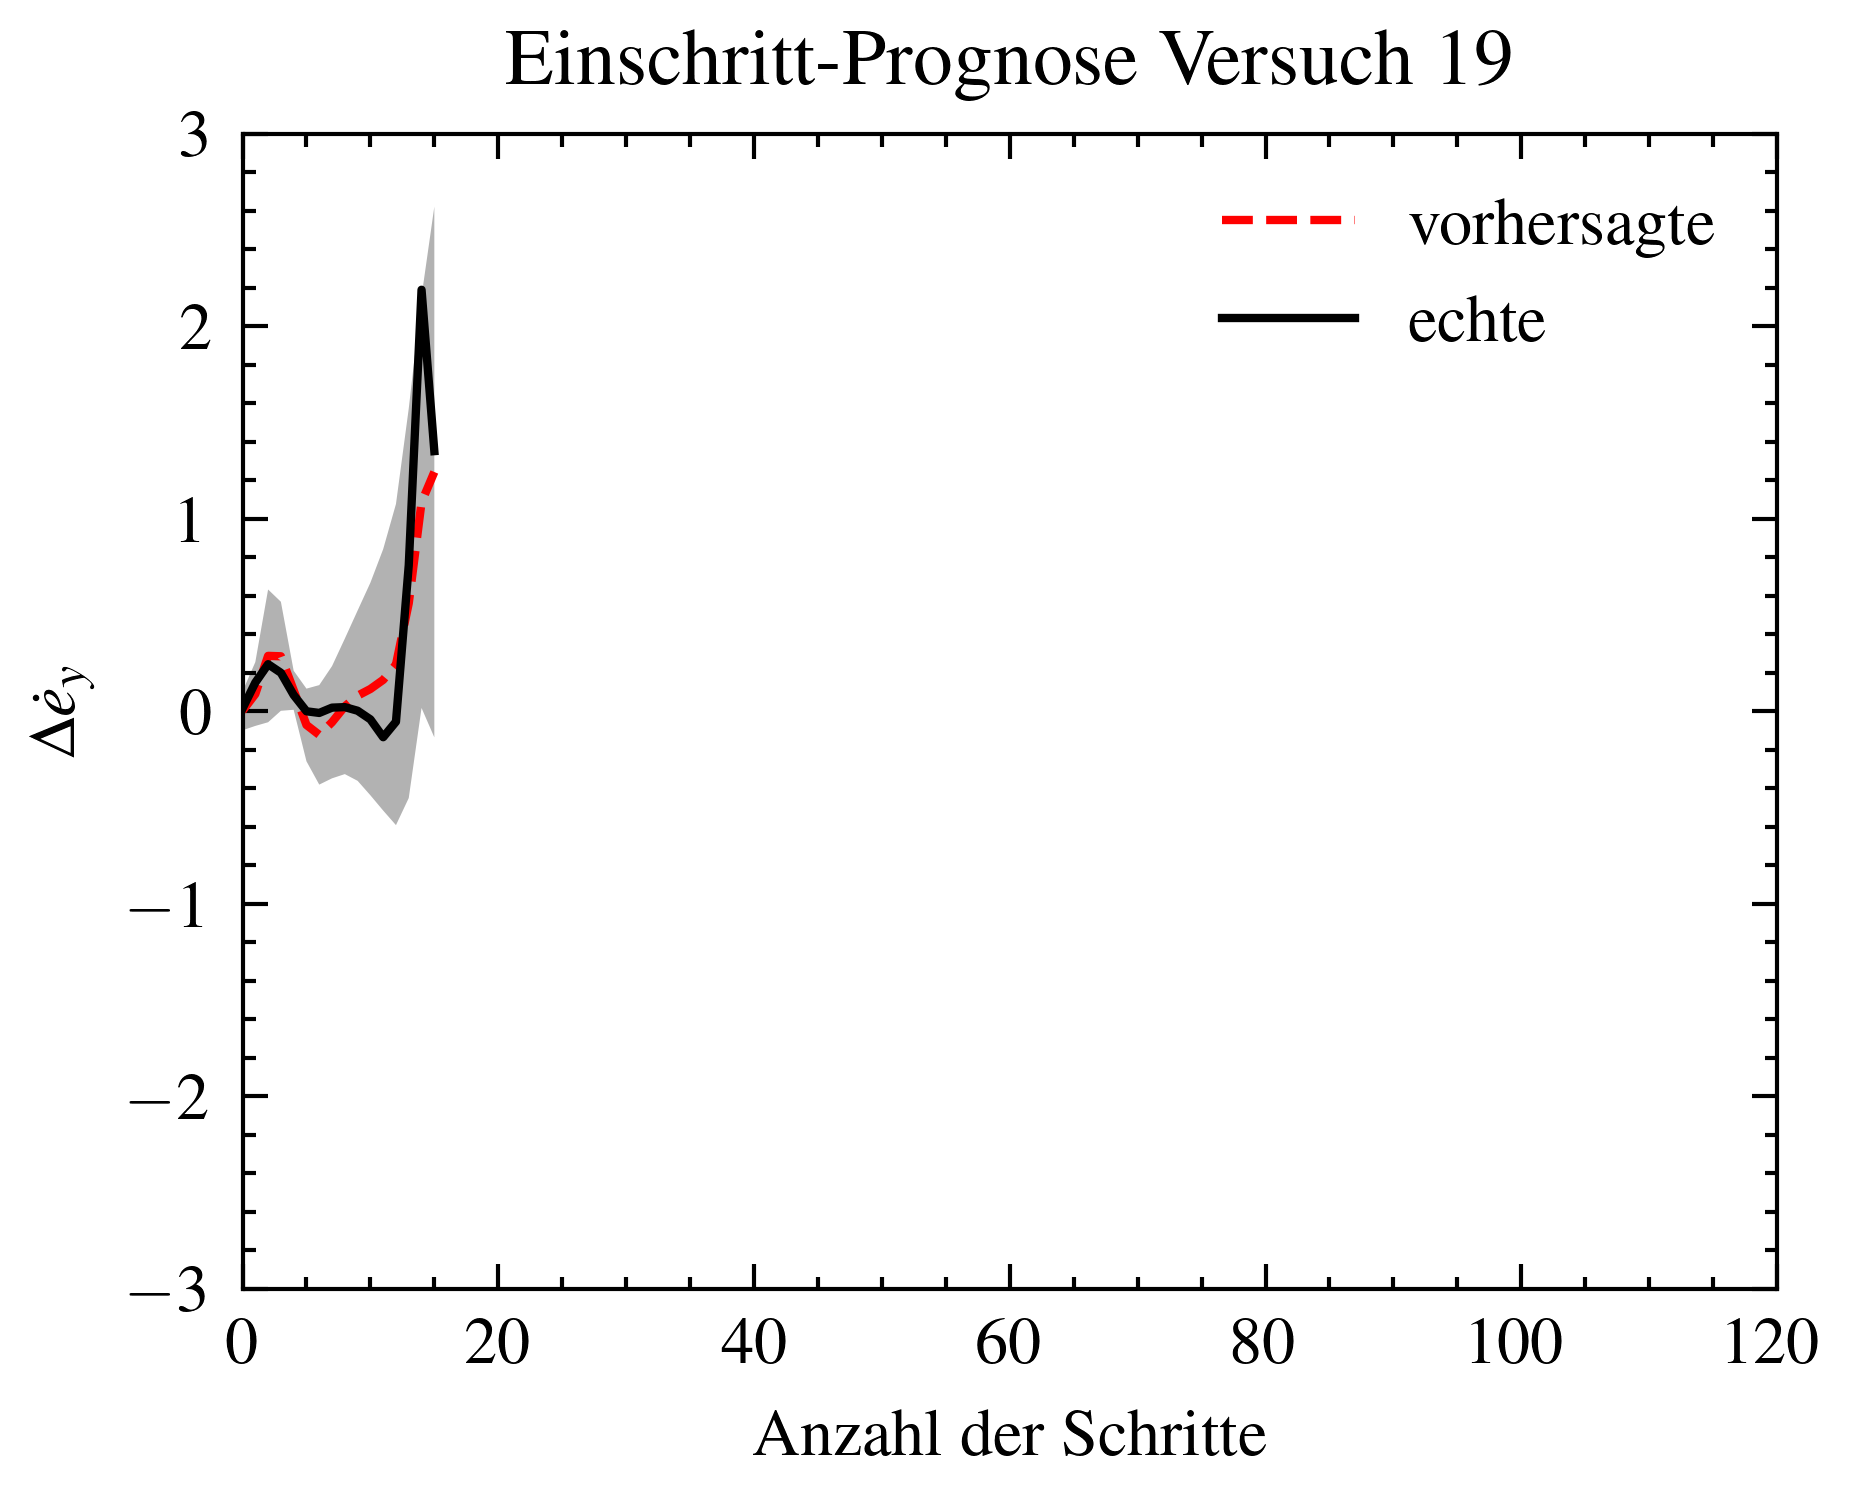 Einschritt-Prognose Versuch 19
3
2
1
0
−1
−2
−3
Δėy
vorhersagte
echte
0 20 40 60 80 100 120
Anzahl der Schritte